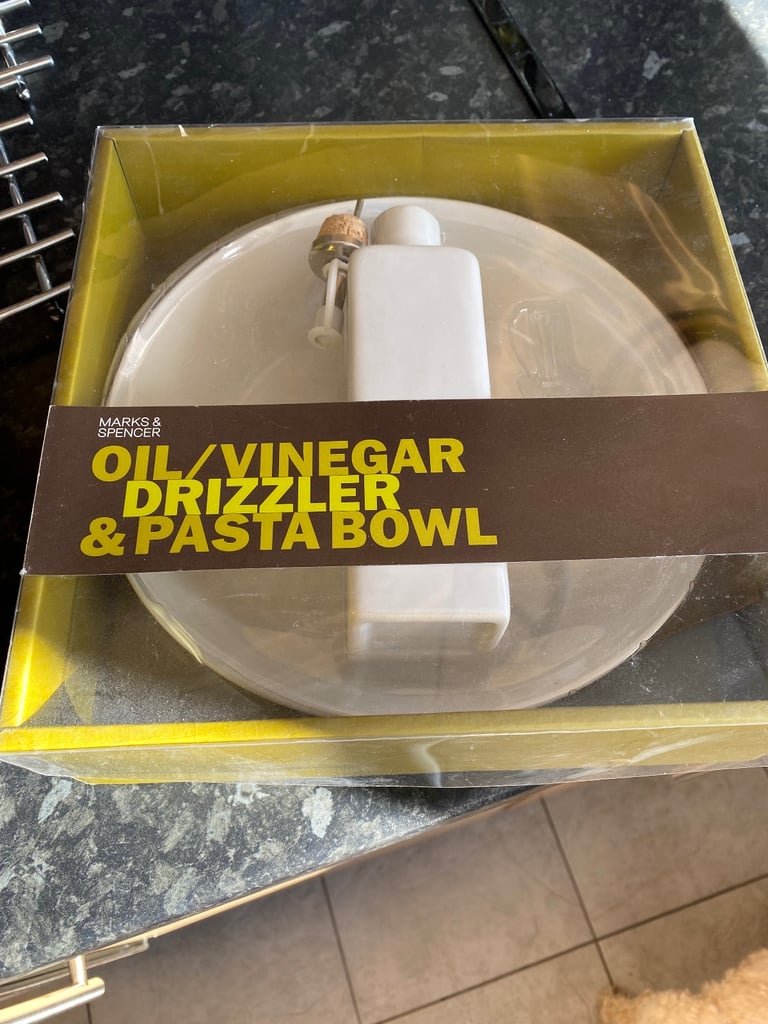 MARKS &
SPENCER
OIL/VINEGAR
DRIZZLER
& PASTA BOWL